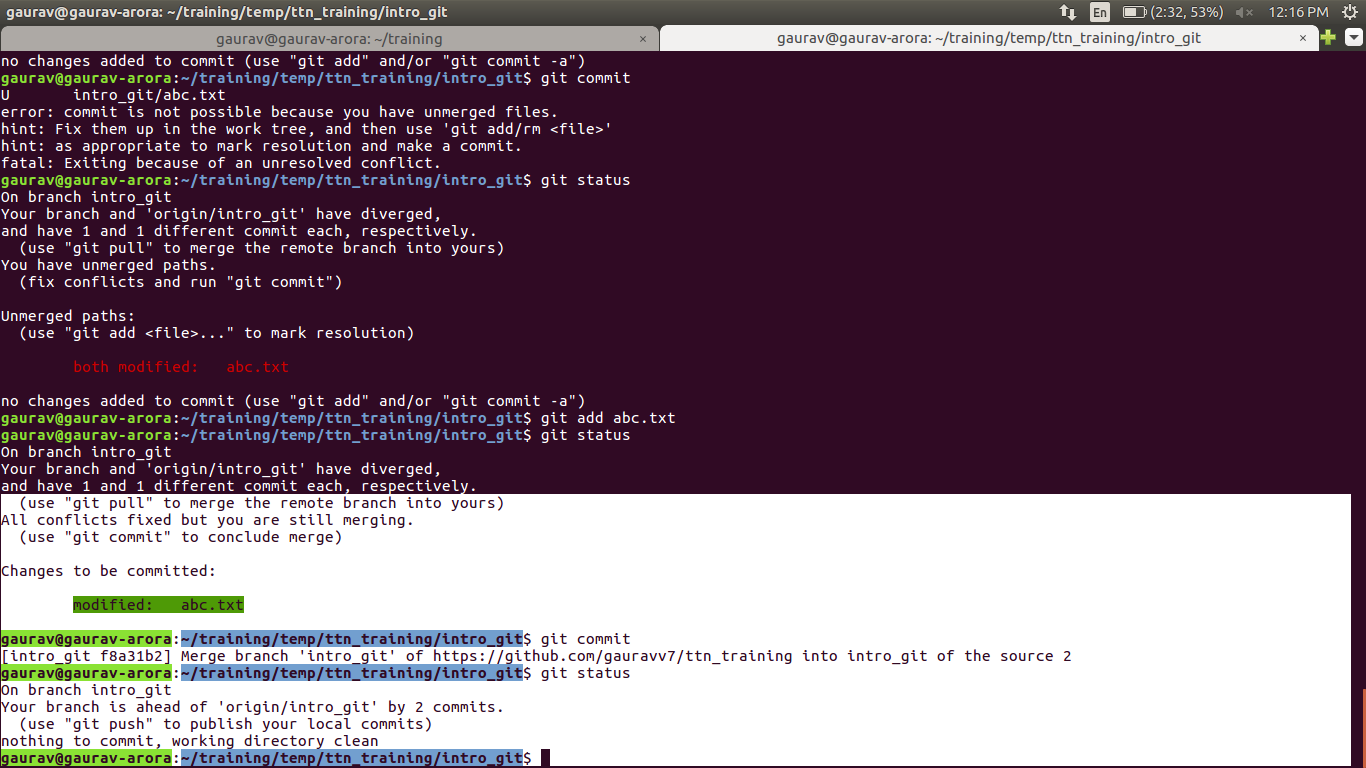 gaurav@gaurav-arora: ~/training/temp/ttn_training/intro_git
En (2:32, 53%) 12:16 PM
gaurav@gaurav-arora: ~/training × gaurav@gaurav-arora: ~/training/temp/ttn_training/intro_git ×
no changes added to commit (use "git add" and/or "git commit -a")
gaurav@gaurav-arora:~/training/temp/ttn_training/intro_git$ git commit
U       intro_git/abc.txt
error: commit is not possible because you have unmerged files.
hint: Fix them up in the work tree, and then use 'git add/rm <file>'
hint: as appropriate to mark resolution and make a commit.
fatal: Exiting because of an unresolved conflict.
gaurav@gaurav-arora:~/training/temp/ttn_training/intro_git$ git status
On branch intro_git
Your branch and 'origin/intro_git' have diverged,
and have 1 and 1 different commit each, respectively.
  (use "git pull" to merge the remote branch into yours)
You have unmerged paths.
  (fix conflicts and run "git commit")

Unmerged paths:
  (use "git add <file>..." to mark resolution)

        both modified:   abc.txt

no changes added to commit (use "git add" and/or "git commit -a")
gaurav@gaurav-arora:~/training/temp/ttn_training/intro_git$ git add abc.txt
gaurav@gaurav-arora:~/training/temp/ttn_training/intro_git$ git status
On branch intro_git
Your branch and 'origin/intro_git' have diverged,
and have 1 and 1 different commit each, respectively.
  (use "git pull" to merge the remote branch into yours)
All conflicts fixed but you are still merging.
  (use "git commit" to conclude merge)

Changes to be committed:

        modified:   abc.txt

gaurav@gaurav-arora:~/training/temp/ttn_training/intro_git$ git commit
[intro_git f8a31b2] Merge branch 'intro_git' of https://github.com/gauravv7/ttn_training into intro_git of the source 2
gaurav@gaurav-arora:~/training/temp/ttn_training/intro_git$ git status
On branch intro_git
Your branch is ahead of 'origin/intro_git' by 2 commits.
  (use "git push" to publish your local commits)
nothing to commit, working directory clean
gaurav@gaurav-arora:~/training/temp/ttn_training/intro_git$